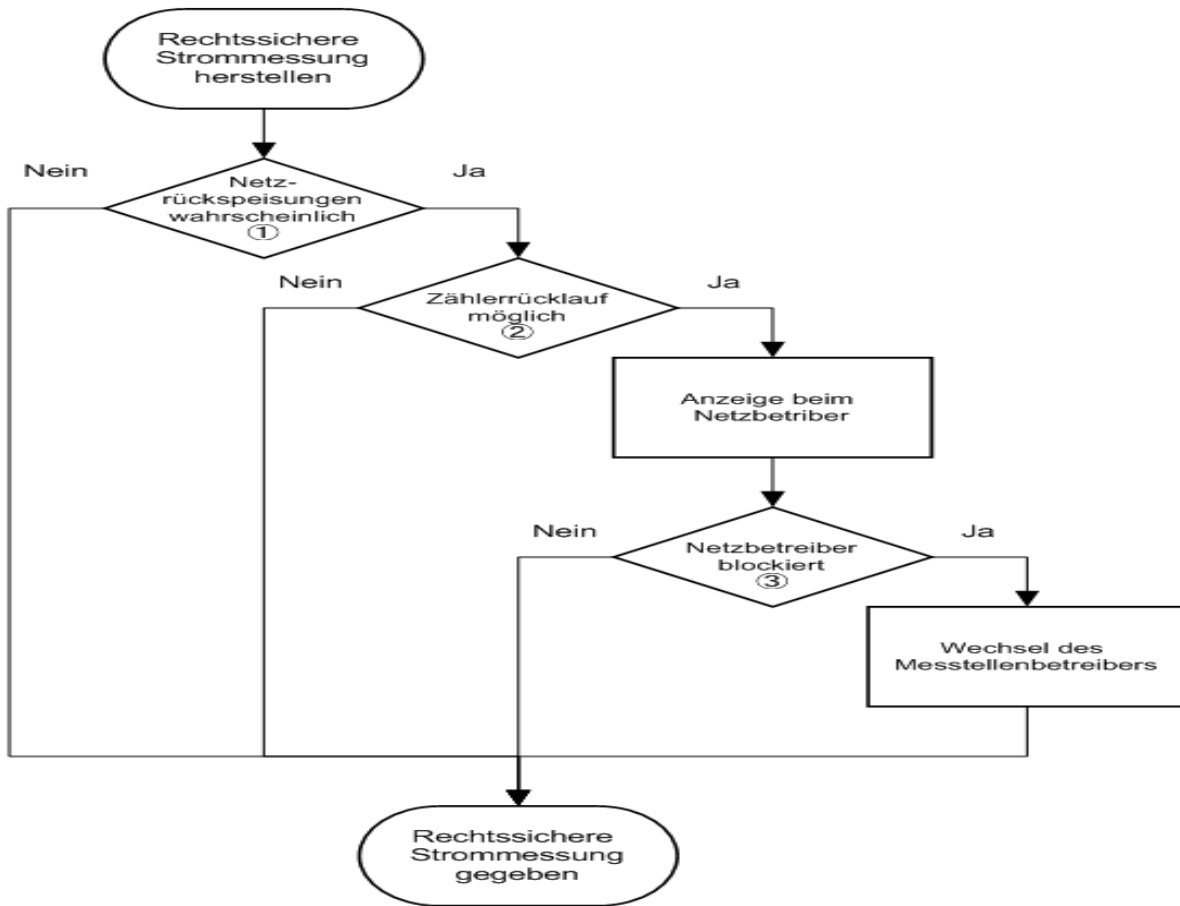 Rechtssichere
Strommessung
herstellen
Nein
Ja
Netz-
rückspeisungen
wahrscheinlich
①
Nein
Ja
Zählerrücklauf
möglich
②
Anzeige beim
Netzbetriber
Nein
Ja
Netzbetreiber
blockiert
③
Wechsel des
Messtellenbetreibers
Rechtssichere
Strommessung
gegeben